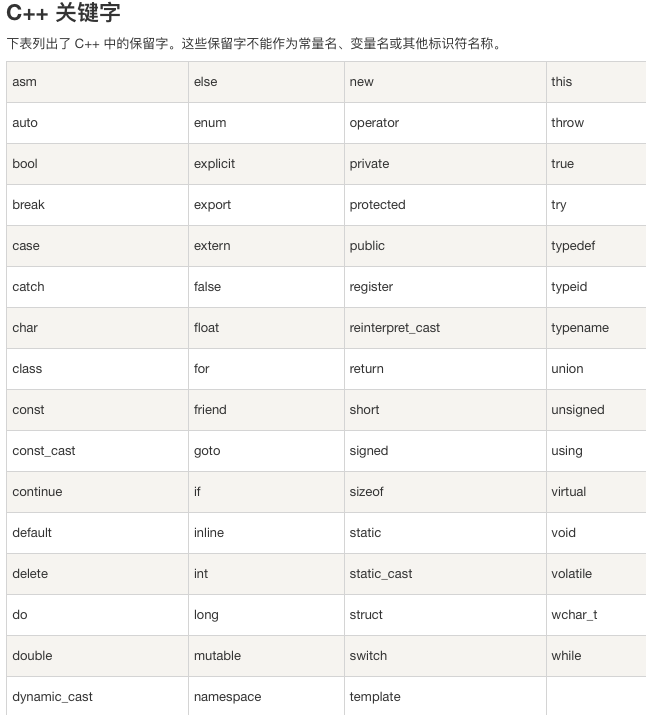 C++ 关键字
下表列出了 C++ 中的保留字。这些保留字不能作为常量名、变量名或其他标识符名称。
asm else new this
auto enum operator throw
bool explicit private true
break export protected try
case extern public typedef
catch false register typeid
char float reinterpret_cast typename
class for return union
const friend short unsigned
const_cast goto signed using
continue if sizeof virtual
default inline static void
delete int static_cast volatile
do long struct wchar_t
double mutable switch while
dynamic_cast namespace template